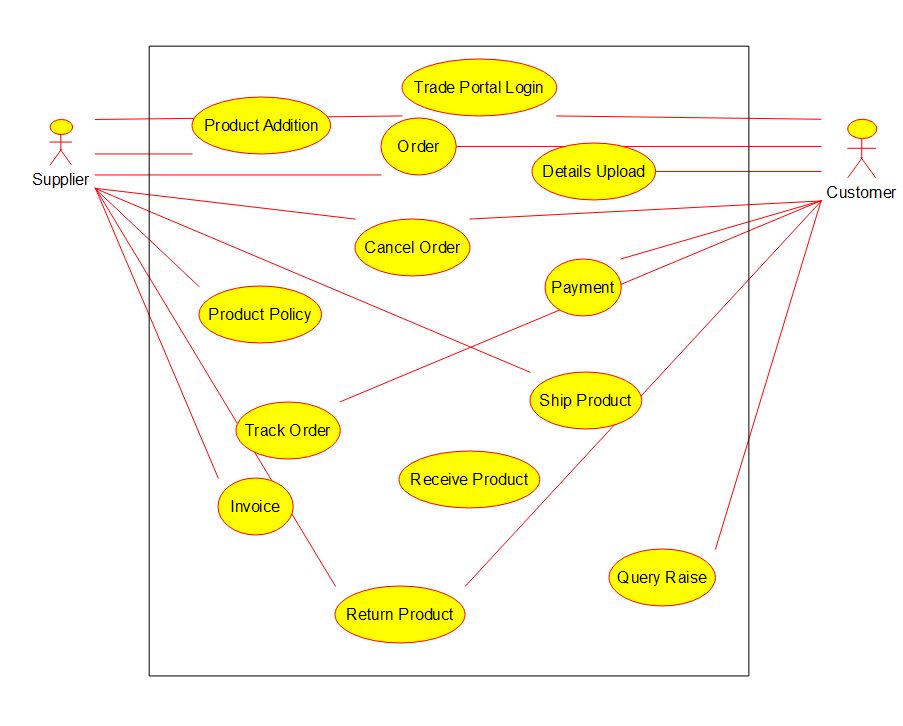 Trade Portal Login
Product Addition
Order
Details Upload
Supplier
Customer
Cancel Order
Payment
Product Policy
Ship Product
Track Order
Receive Product
Invoice
Query Raise
Return Product